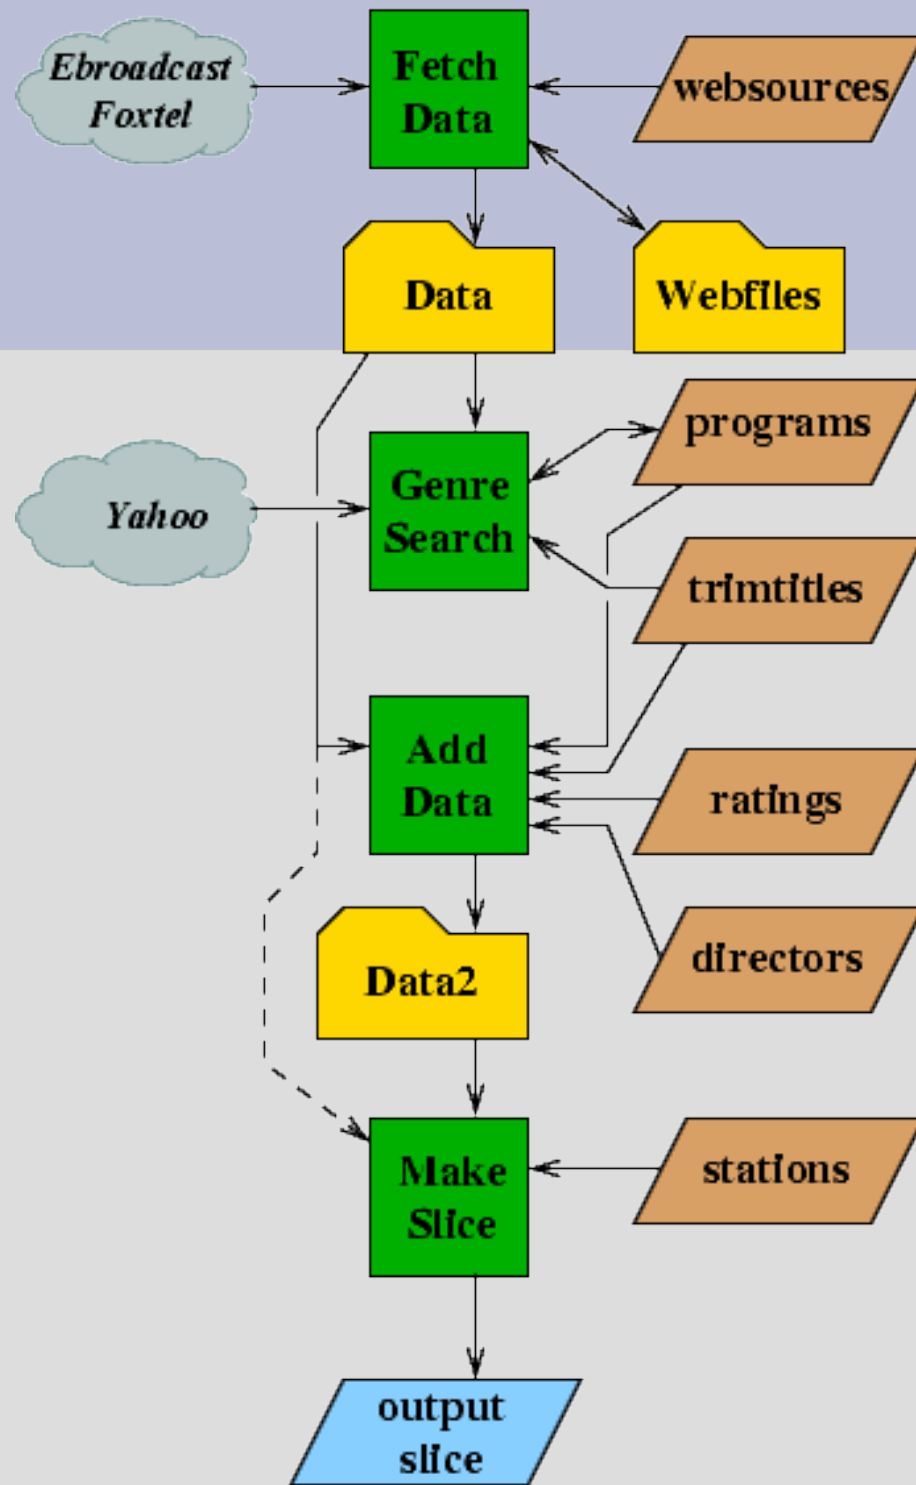 Ebroadcast
Foxtel
Fetch
Data
websources
Data
Webfiles
programs
Genre
Search
Yahoo
trimtitles
Add
Data
ratings
directors
Data2
Make
Slice
stations
output
slice